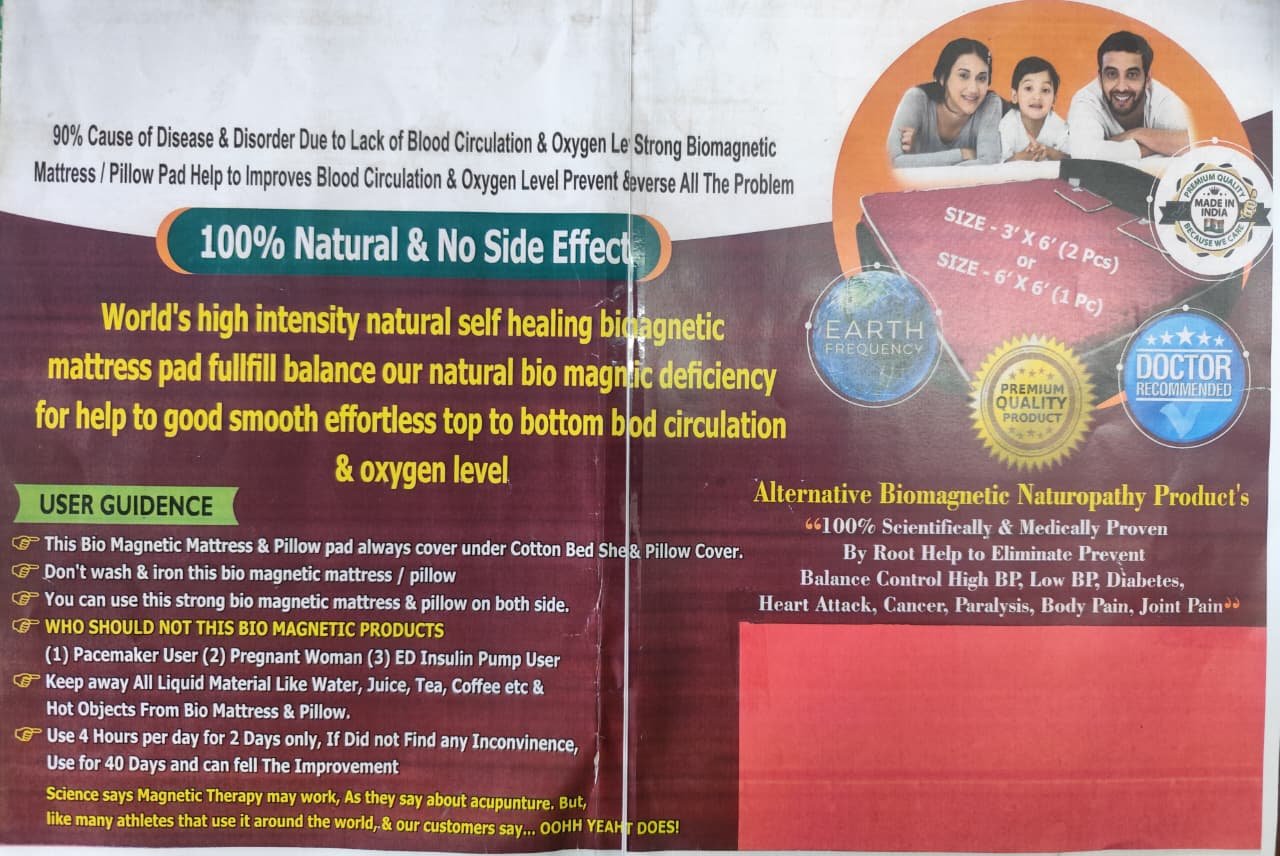 90% Cause of Disease & Disorder Due to Lack of Blood Circulation & Oxygen Le Strong Biomagnetic
Mattress / Pillow Pad Help to Improves Blood Circulation & Oxygen Level Prevent &everse All The Problem
100% Natural & No Side Effect
World's high intensity natural self healing bioagnetic
mattress pad fullfill balance our natural bio magnic deficiency
for help to good smooth effortless top to bottom bod circulation
& oxygen level
USER GUIDENCE
This Bio Magnetic Mattress & Pillow pad always cover under Cotton Bed She & Pillow Cover.
Don't wash & iron this bio magnetic mattress / pillow
You can use this strong bio magnetic mattress & pillow on both side.
WHO SHOULD NOT THIS BIO MAGNETIC PRODUCTS
(1) Pacemaker User (2) Pregnant Woman (3) ED Insulin Pump User
Keep away All Liquid Material Like Water, Juice, Tea, Coffee etc &
Hot Objects From Bio Mattress & Pillow.
Use 4 Hours per day for 2 Days only, If Did not Find any Inconvinence,
Use for 40 Days and can fell The Improvement
Science says Magnetic Therapy may work, As they say about acupunture. But,
like many athletes that use it around the world, & our customers say... OOHH YEAH T DOES!
SIZE - 3' X 6' (2 Pcs)
or
SIZE - 6' X 6' (1 Pc)
PREMIUM QUALITY
MADE IN
INDIA
BECAUSE WE CARE
EARTH
FREQUENCY
PREMIUM
QUALITY
PRODUCT
DOCTOR
RECOMMENDED
Alternative Biomagnetic Naturopathy Product's
“100% Scientifically & Medically Proven
By Root Help to Eliminate Prevent
Balance Control High BP, Low BP, Diabetes,
Heart Attack, Cancer, Paralysis, Body Pain, Joint Pain”